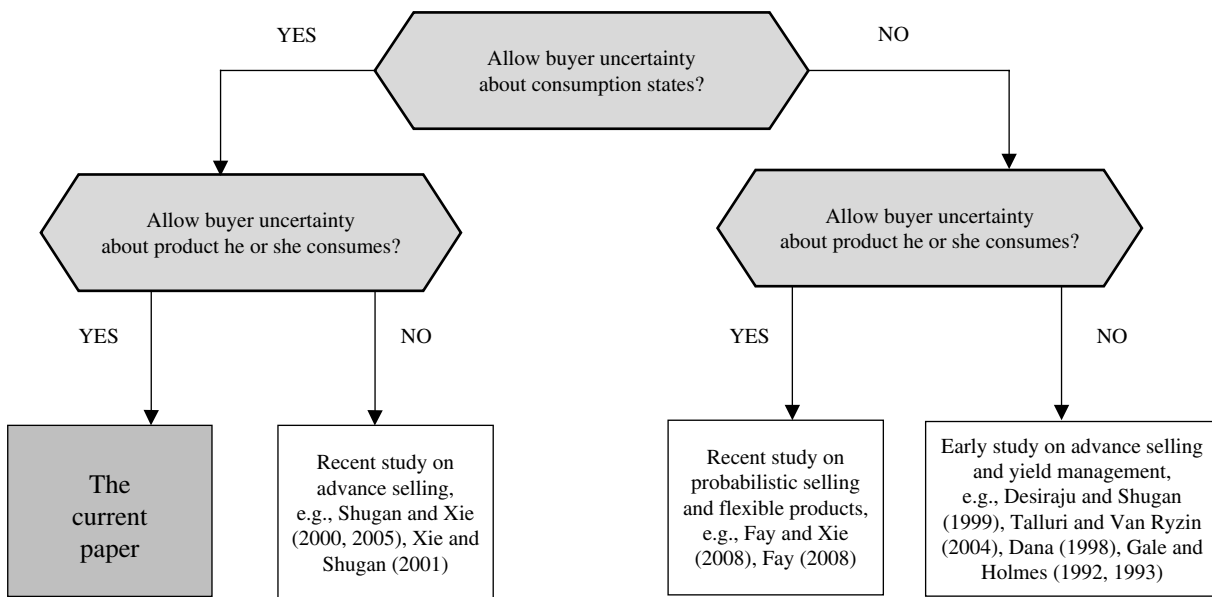 YES
NO
Allow buyer uncertainty
about consumption states?
Allow buyer uncertainty
about product he or she consumes?
Allow buyer uncertainty
about product he or she consumes?
YES
NO
YES
NO
The
current
paper
Recent study on
advance selling,
e.g., Shugan and Xie
(2000, 2005), Xie and
Shugan (2001)
Recent study on
probabilistic selling
and flexible products,
e.g., Fay and Xie
(2008), Fay (2008)
Early study on advance selling
and yield management,
e.g., Desiraju and Shugan
(1999), Talluri and Van Ryzin
(2004), Dana (1998), Gale and
Holmes (1992, 1993)